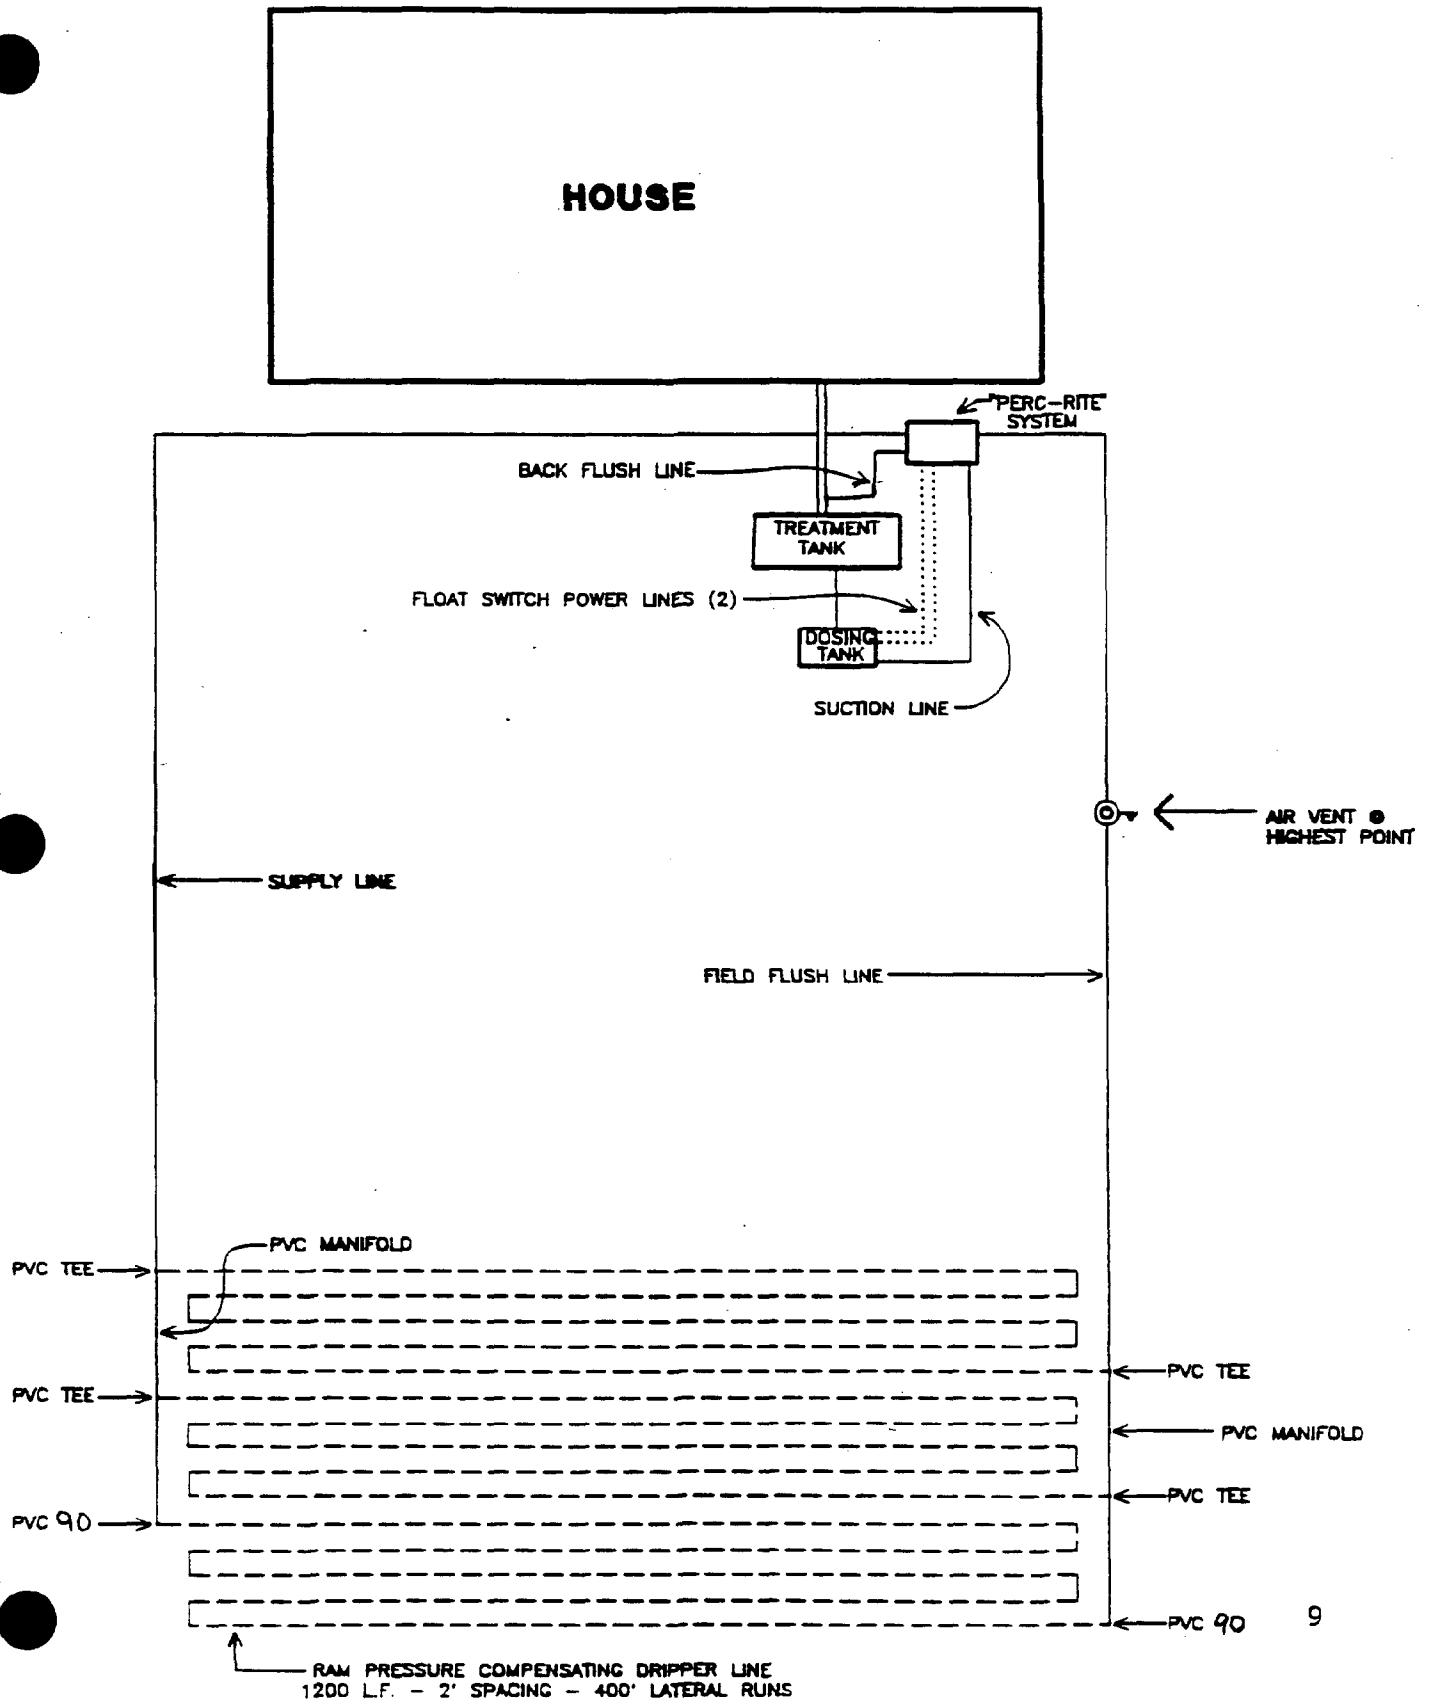 HOUSE
"PERC-RITE"
SYSTEM
BACK FLUSH LINE
TREATMENT
TANK
FLOAT SWITCH POWER LINES (2)
DOSING
TANK
SUCTION LINE
AIR VENT @
HIGHEST POINT
SUPPLY LINE
FIELD FLUSH LINE
PVC MANIFOLD
PVC TEE
PVC TEE
PVC TEE
PVC MANIFOLD
PVC TEE
PVC 90
PVC 90
9
RAM PRESSURE COMPENSATING DRIPPER LINE
1200 L.F. - 2' SPACING - 400' LATERAL RUNS